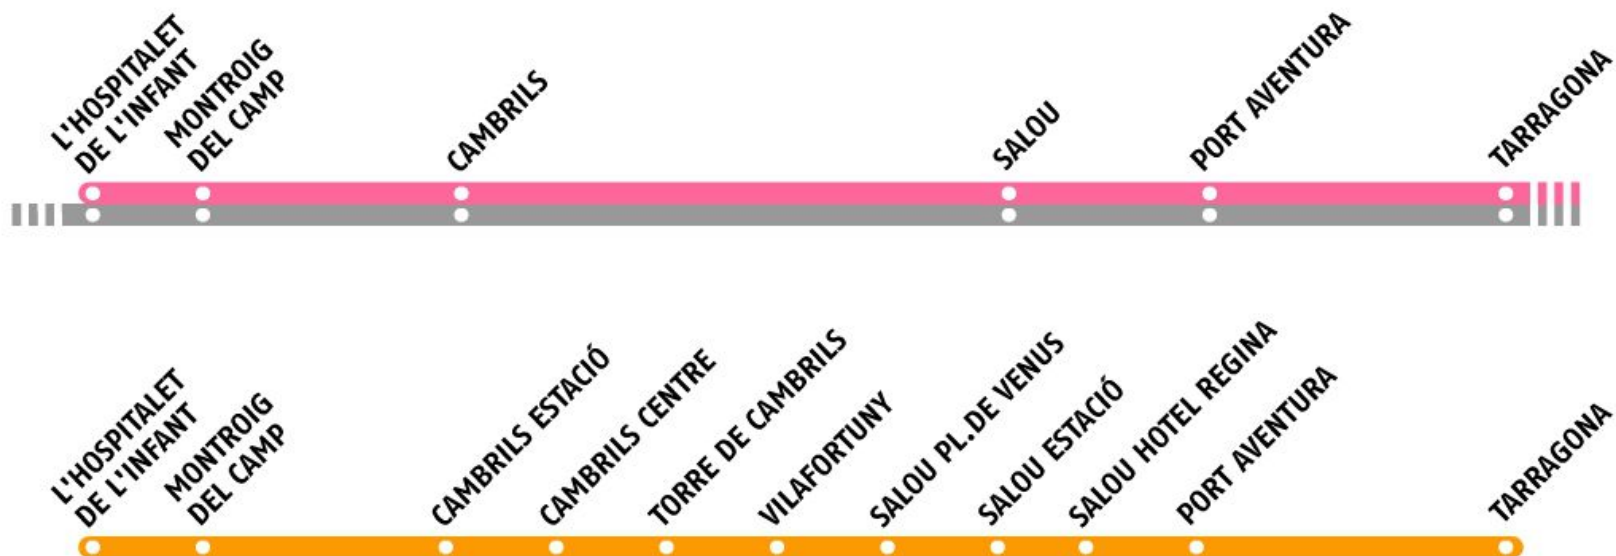 L'HOSPITALET
DE L'INFANT
MONTROIG
DEL CAMP
CAMBRILS
SALOU
PORT AVENTURA
TARRAGONA
L'HOSPITALET
DE L'INFANT
MONTROIG
DEL CAMP
CAMBRILS ESTACIÓ
CAMBRILS CENTRE
TORRE DE CAMBRILS
VILAFORTUNY
SALOU PL.DE VENUS
SALOU ESTACIÓ
SALOU HOTEL REGINA
PORT AVENTURA
TARRAGONA